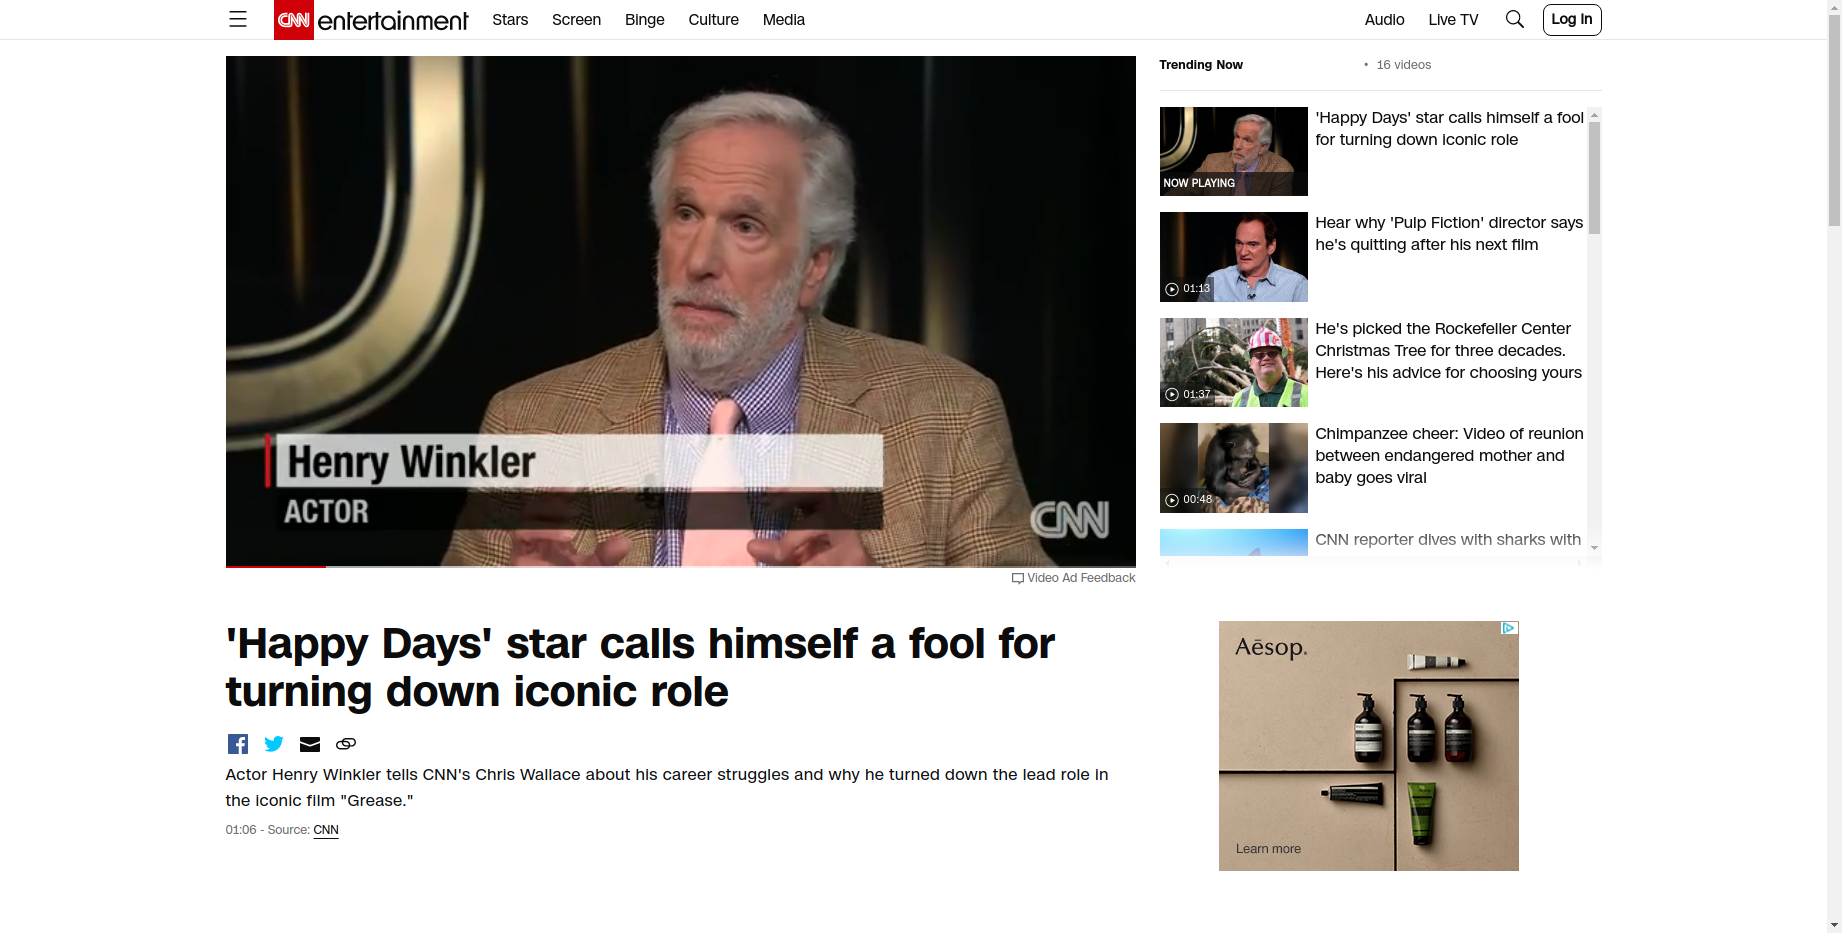 CNN entertainment Stars Screen Binge Culture Media Audio Live TV Log In
Henry Winkler
ACTOR
CNN
Video Ad Feedback
'Happy Days' star calls himself a fool for
turning down iconic role
Actor Henry Winkler tells CNN's Chris Wallace about his career struggles and why he turned down the lead role in
the iconic film "Grease."
01:06 - Source: CNN
Trending Now • 16 videos
NOW PLAYING
'Happy Days' star calls himself a fool
for turning down iconic role
01:13
Hear why 'Pulp Fiction' director says
he's quitting after his next film
01:37
He's picked the Rockefeller Center
Christmas Tree for three decades.
Here's his advice for choosing yours
00:48
Chimpanzee cheer: Video of reunion
between endangered mother and
baby goes viral
CNN reporter dives with sharks with
Aēsop.
Learn more